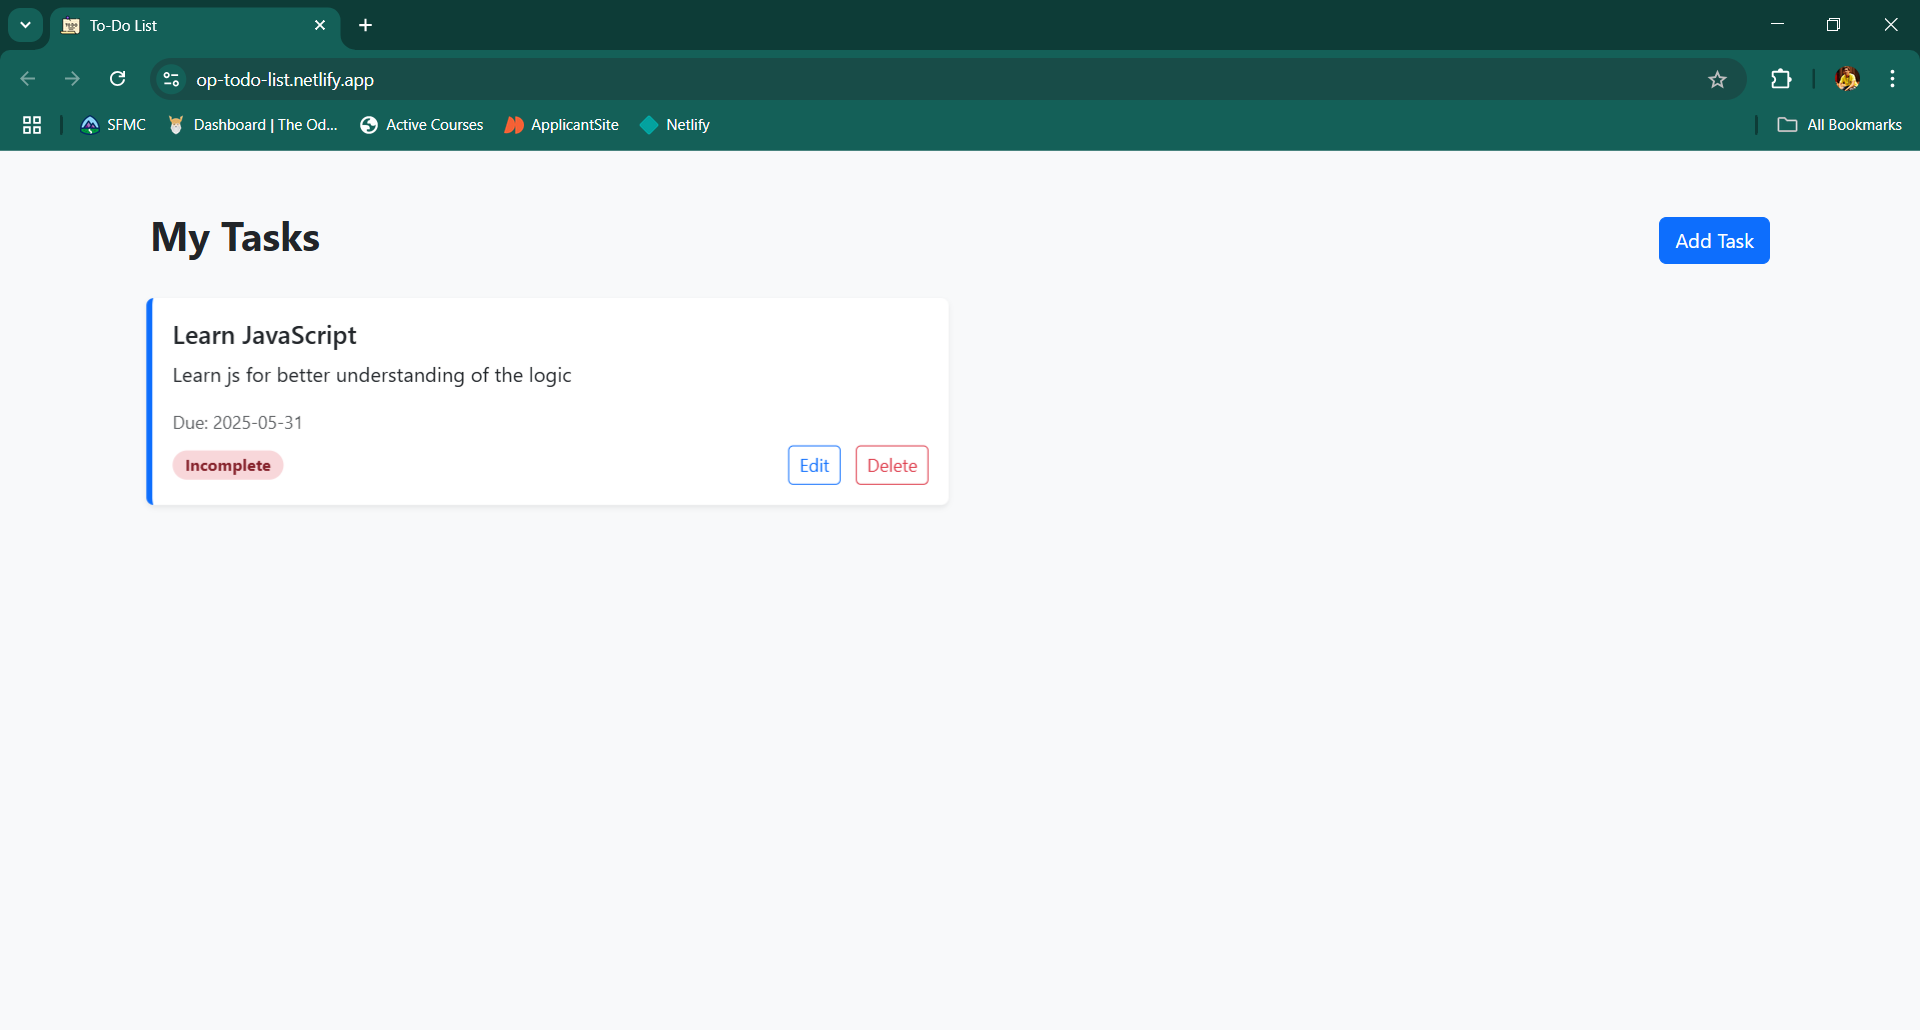 To-Do List
op-todo-list.netlify.app
SFMC Dashboard | The Od... Active Courses ApplicantSite Netlify All Bookmarks
My Tasks Add Task
Learn JavaScript
Learn js for better understanding of the logic
Due: 2025-05-31
Incomplete Edit Delete